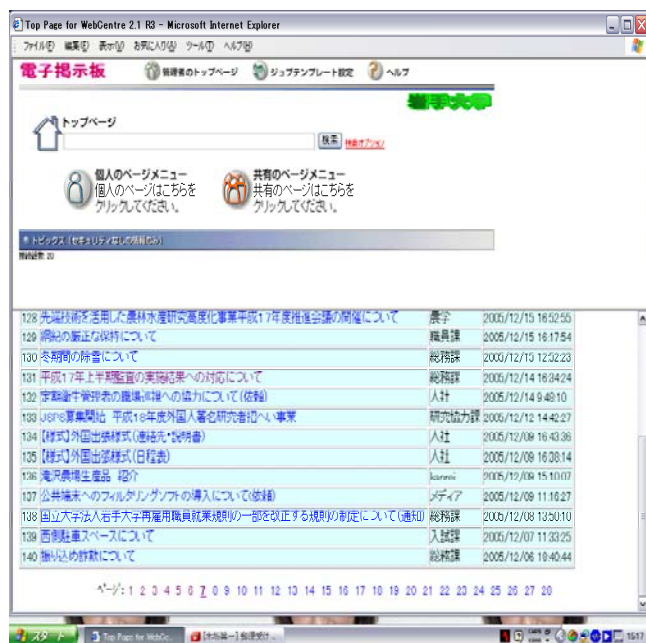 Top Page for WebCentre 2.1 R3 - Microsoft Internet Explorer
ファイル(F) 編集(E) 表示(V) お気に入り(A) ツール(T) ヘルプ(H)
電子掲示板 管理者のトップページ ジョブテンプレート設定 ヘルプ
岩手大学
トップページ
検索 検索オプション
個人のページメニュー 共有のページメニュー
個人のページはこちらを 共有のページはこちらを
クリックしてください。 クリックしてください。
トピックス (セキュリティなしの情報のみ)
128 先端技術を活用した農林水産研究高度化事業平成17年度推進会議の開催について 農学 2005/12/15 16:52:55
129 綱紀の厳正な保持について 職員課 2005/12/15 16:17:54
130 冬期間の除雪について 総務課 2005/12/15 12:52:23
131 平成17年上半期監査の実施結果への対応について 総務課 2005/12/14 16:34:24
132 定期衛生管理者の職場巡視への協力について(依頼) 人社 2005/12/14 9:49:10
133 JSPS募集開始 平成18年度外国人著名研究者招へい事業 研究協力課 2005/12/12 14:42:27
134 【様式】外国出張様式(連絡先・説明書) 人社 2005/12/09 16:43:36
135 【様式】外国出張様式(日程表) 人社 2005/12/09 16:38:14
136 滝沢農場生産品 紹介 2005/12/09 15:10:07
137 公共端末へのフィルタリングソフトの導入について(依頼) メディア 2005/12/09 11:16:27
138 国立大学法人岩手大学再雇用職員就業規則の一部を改正する規則の制定について(通知) 総務課 2005/12/08 13:50:10
139 西側駐車スペースについて 入試課 2005/12/07 11:33:25
140 振り込め詐欺について 総務課 2005/12/06 18:40:44
ページ: 1 2 3 4 5 6 7 8 9 10 11 12 13 14 15 16 17 18 19 20 21 22 23 24 25 26 27 28
スタート Top Page for WebCe... 15:17